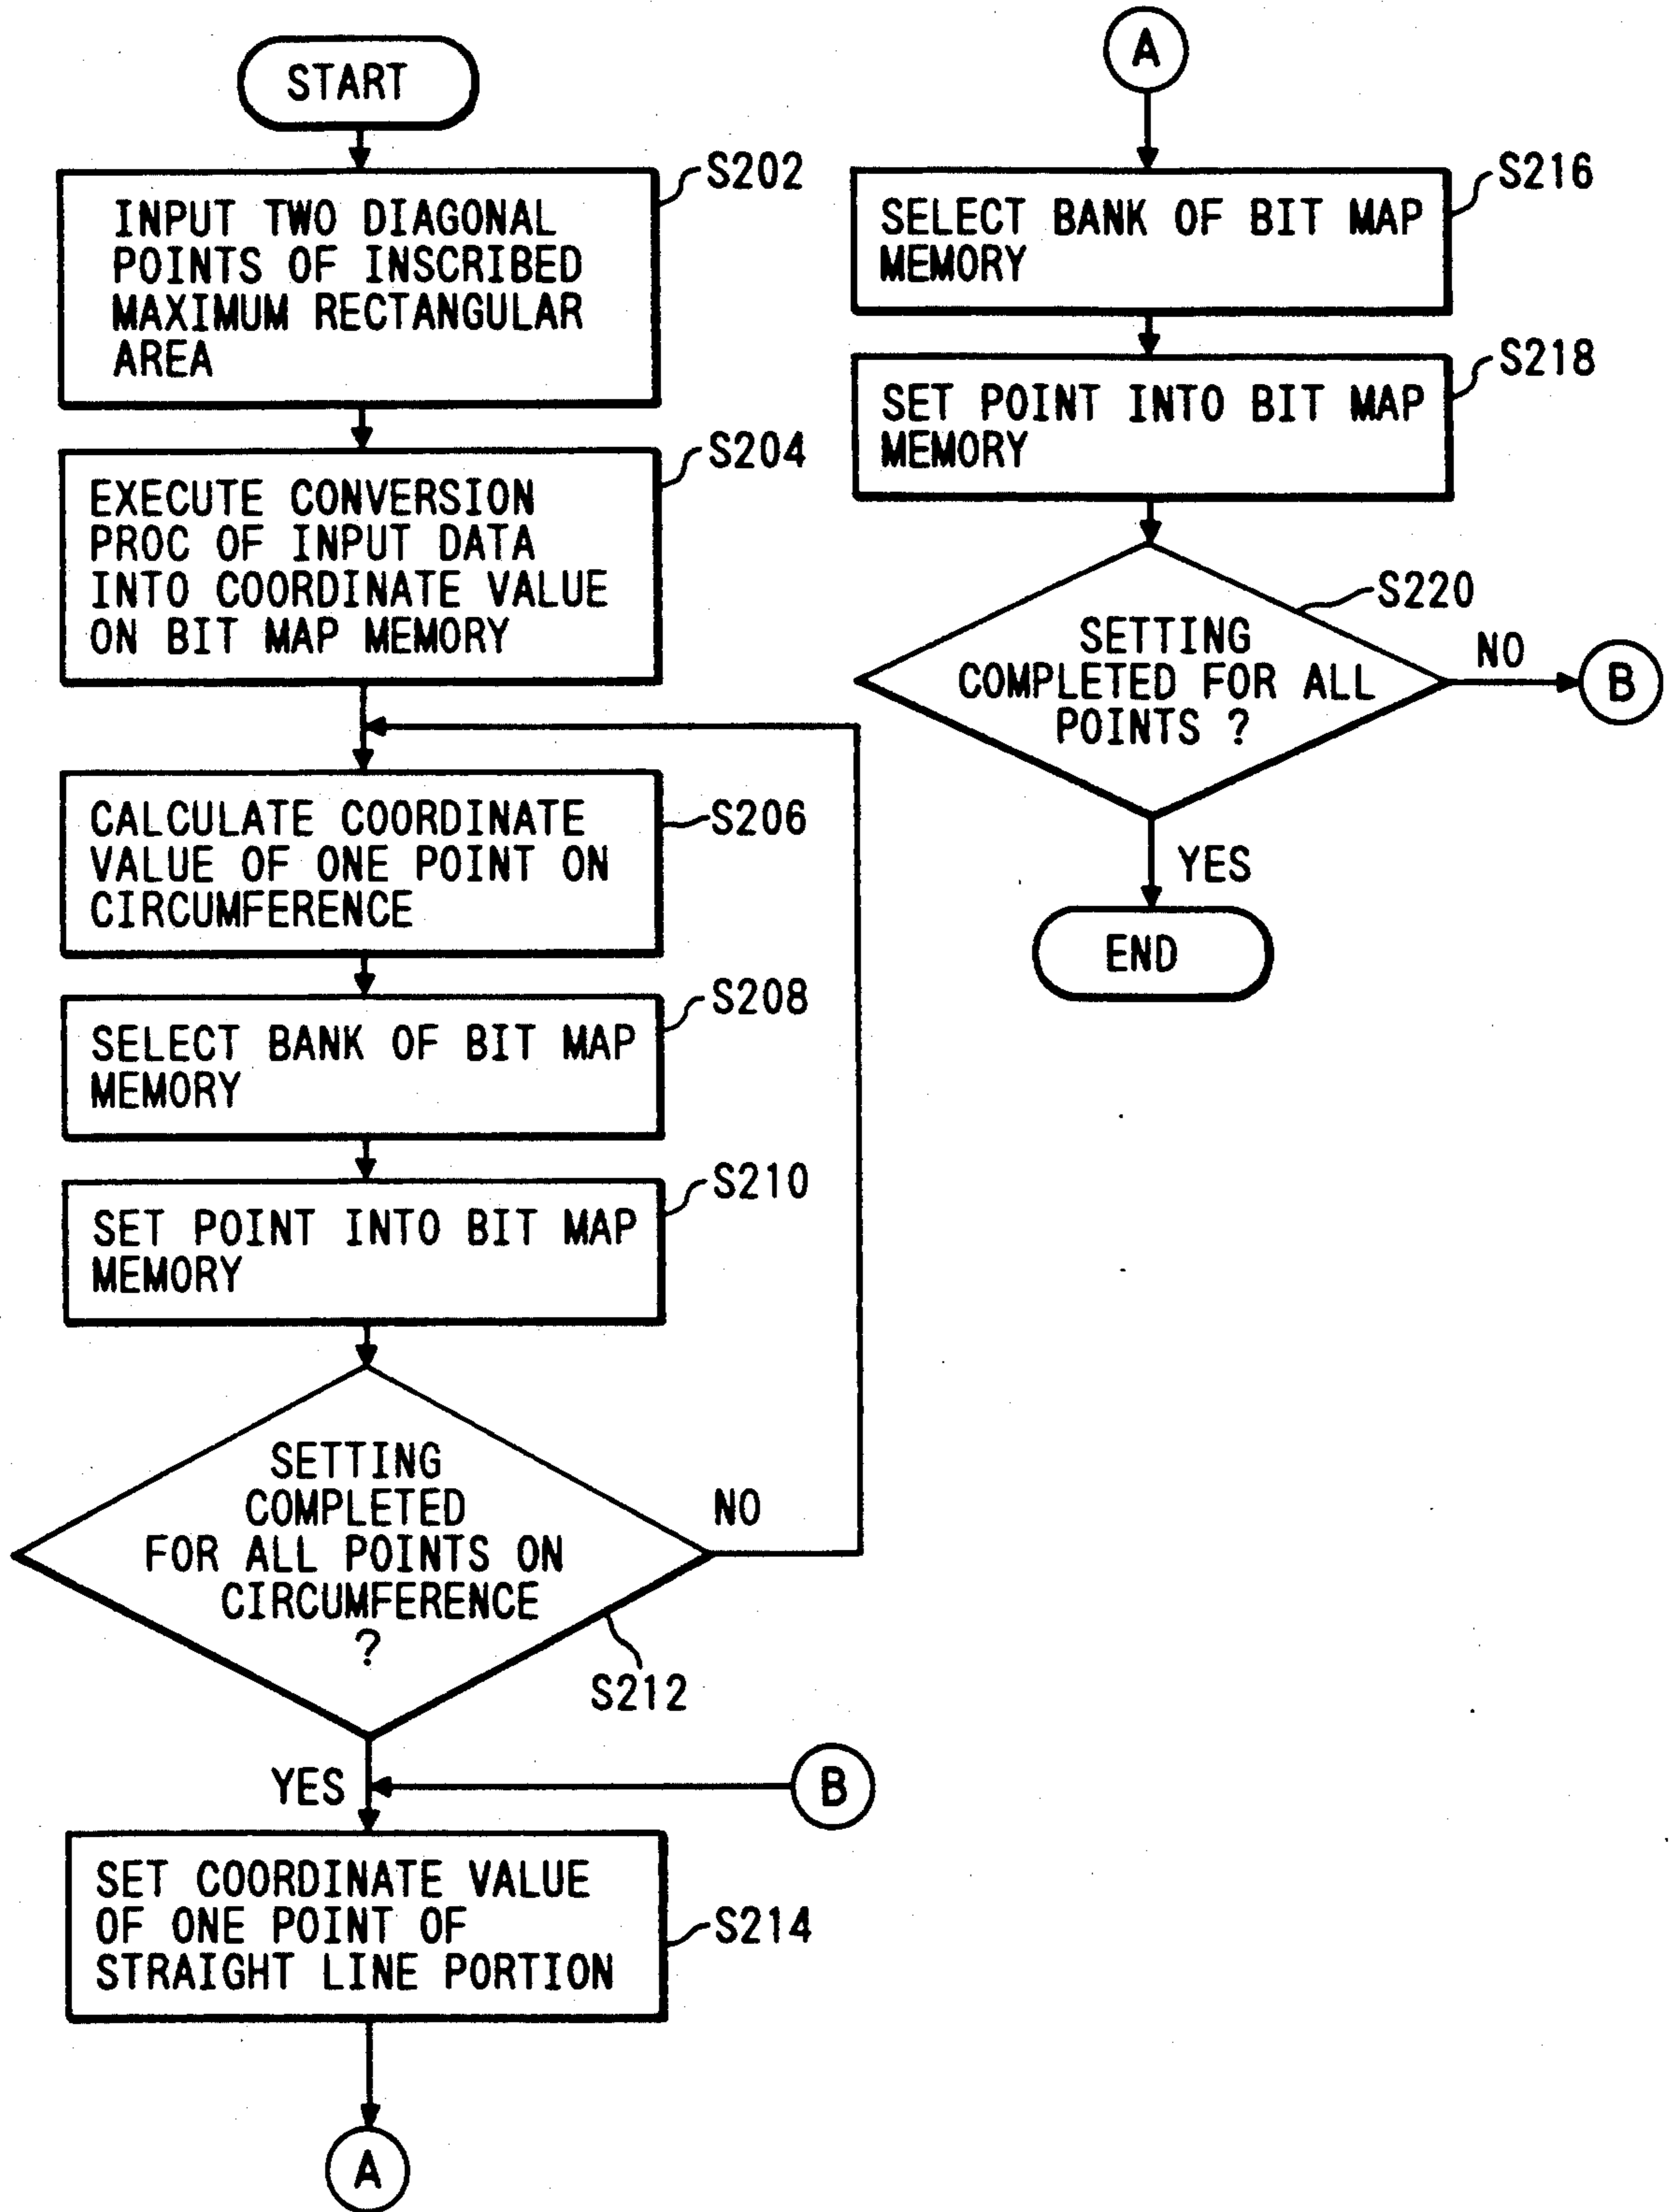 START
S202
INPUT TWO DIAGONAL
POINTS OF INSCRIBED
MAXIMUM RECTANGULAR
AREA
S204
EXECUTE CONVERSION
PROC OF INPUT DATA
INTO COORDINATE VALUE
ON BIT MAP MEMORY
S206
CALCULATE COORDINATE
VALUE OF ONE POINT ON
CIRCUMFERENCE
S208
SELECT BANK OF BIT MAP
MEMORY
S210
SET POINT INTO BIT MAP
MEMORY
SETTING
COMPLETED
FOR ALL POINTS ON
CIRCUMFERENCE
?
NO
S212
YES
B
SET COORDINATE VALUE
OF ONE POINT OF
STRAIGHT LINE PORTION
S214
A
A
S216
SELECT BANK OF BIT MAP
MEMORY
S218
SET POINT INTO BIT MAP
MEMORY
S220
SETTING
COMPLETED FOR ALL
POINTS ?
NO
B
YES
END